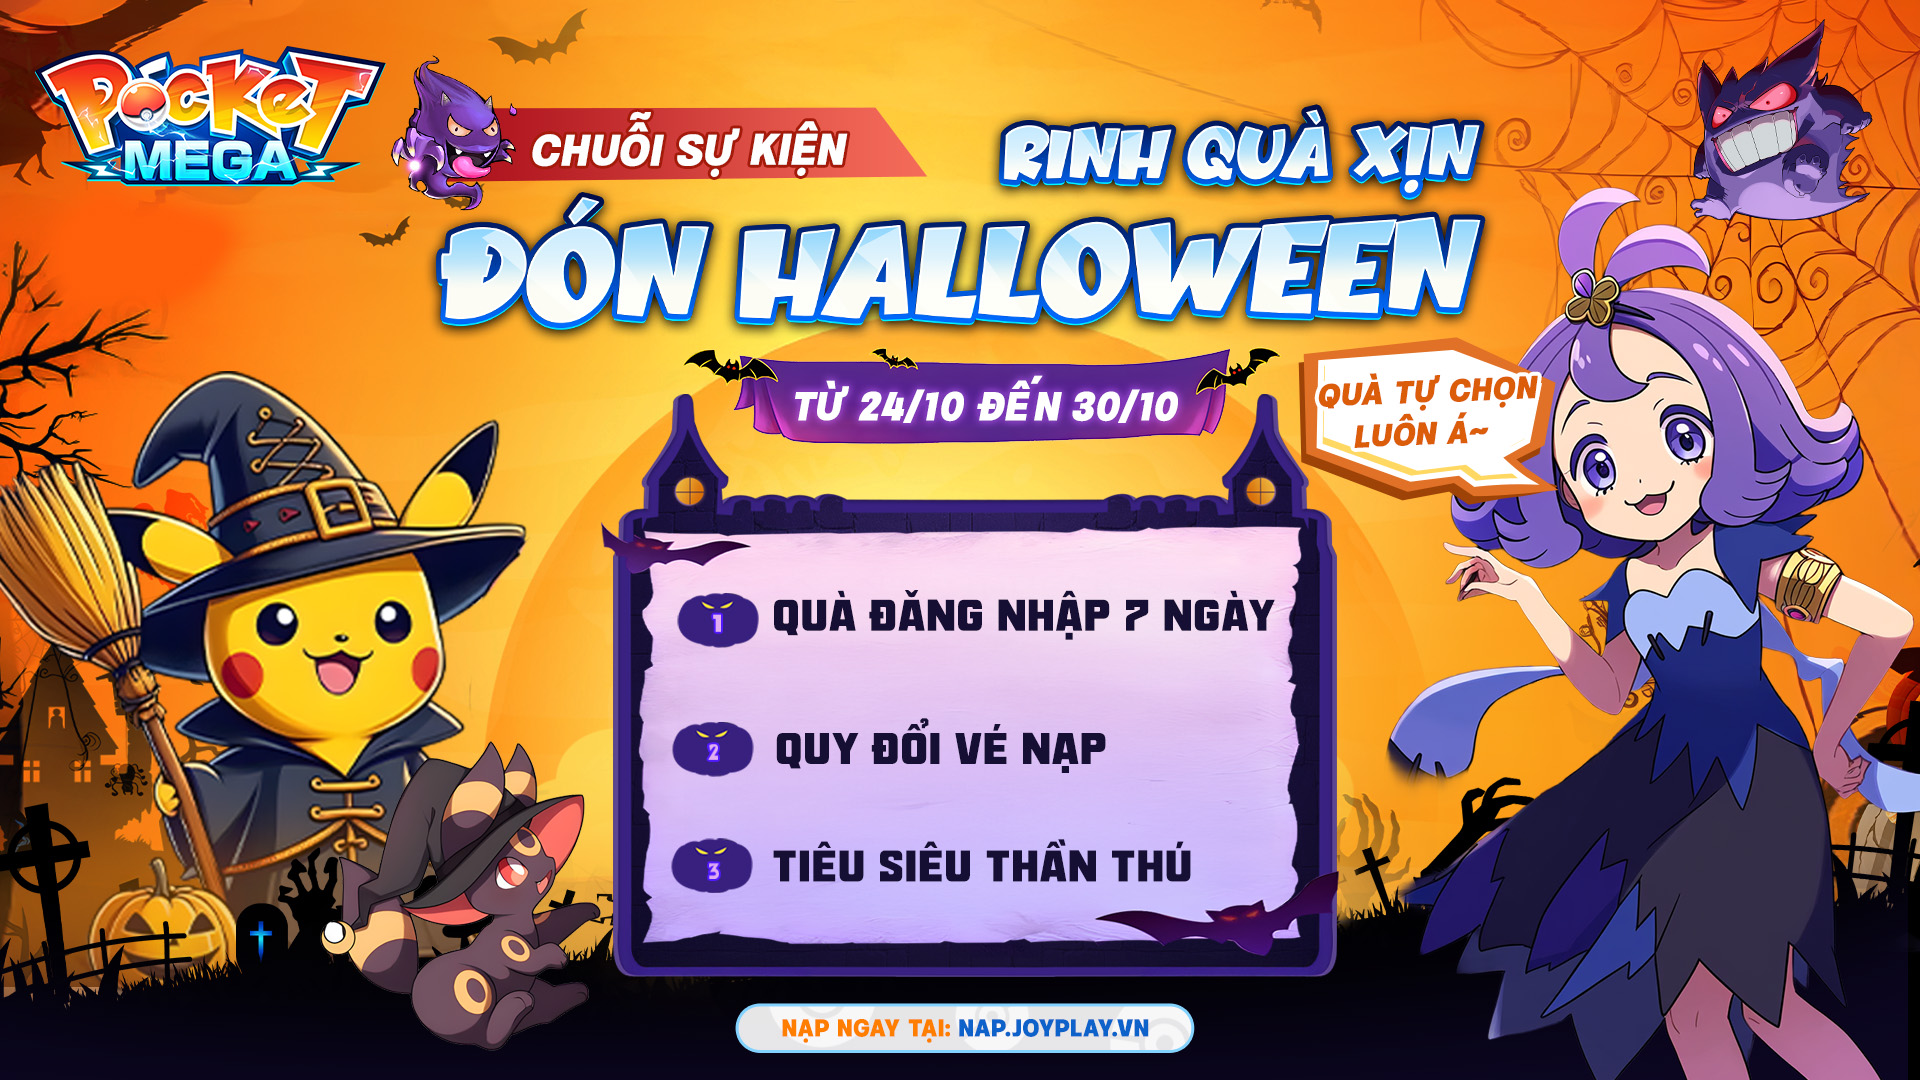 POCKET
MEGA
CHUỖI SỰ KIỆN
RINH QUÀ XỊN
ĐÓN HALLOWEEN
TỪ 24/10 ĐẾN 30/10
QUÀ TỰ CHỌN
LUÔN Á~
1 QUÀ ĐĂNG NHẬP 7 NGÀY
2 QUY ĐỔI VÉ NẠP
3 TIÊU SIÊU THẦN THÚ
NẠP NGAY TẠI: NAP.JOYPLAY.VN